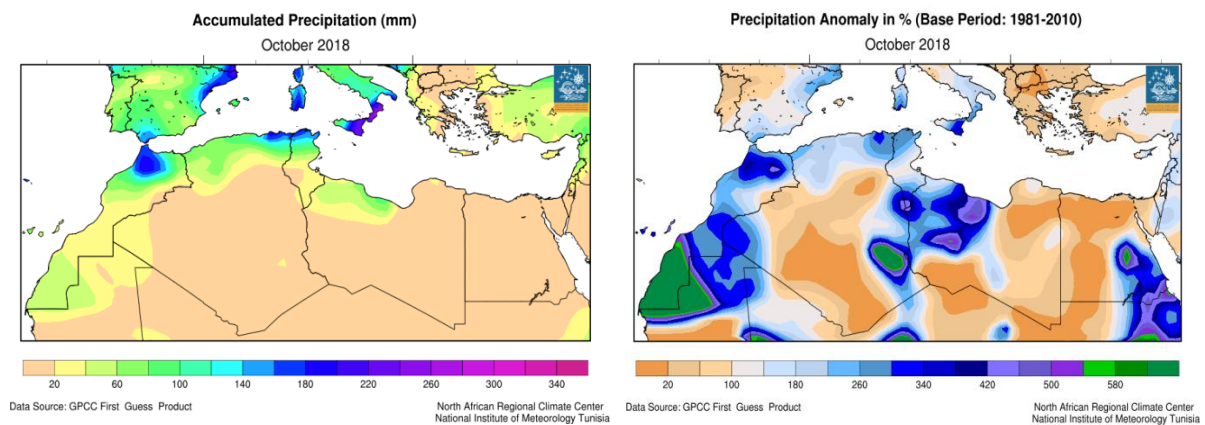 Accumulated Precipitation (mm)
October 2018
20 60 100 140 180 220 260 300 340
Data Source: GPCC First Guess Product
North African Regional Climate Center
National Institute of Meteorology Tunisia
Precipitation Anomaly in % (Base Period: 1981-2010)
October 2018
20 100 180 260 340 420 500 580
Data Source: GPCC First Guess Product
North African Regional Climate Center
National Institute of Meteorology Tunisia